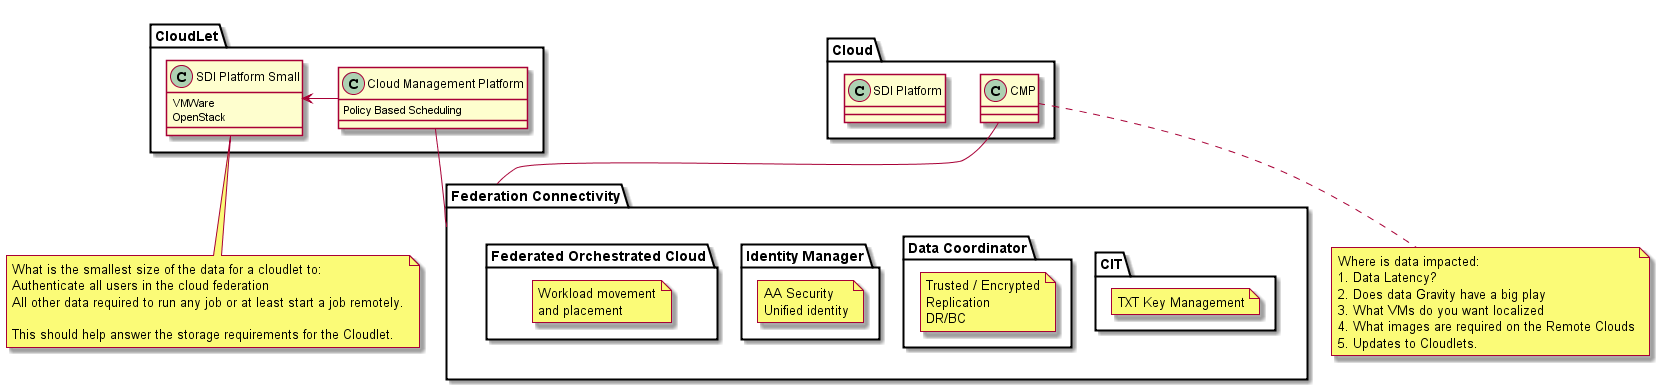 CloudLet
C SDI Platform Small
VMWare
OpenStack
C Cloud Management Platform
Policy Based Scheduling
Cloud
C SDI Platform
C CMP
Federation Connectivity
Federated Orchestrated Cloud
Workload movement
and placement
Identity Manager
AA Security
Unified identity
Data Coordinator
Trusted / Encrypted
Replication
DR/BC
CIT
TXT Key Management
What is the smallest size of the data for a cloudlet to:
Authenticate all users in the cloud federation
All other data required to run any job or at least start a job remotely.
This should help answer the storage requirements for the Cloudlet.
Where is data impacted:
1. Data Latency?
2. Does data Gravity have a big play
3. What VMs do you want localized
4. What images are required on the Remote Clouds
5. Updates to Cloudlets.